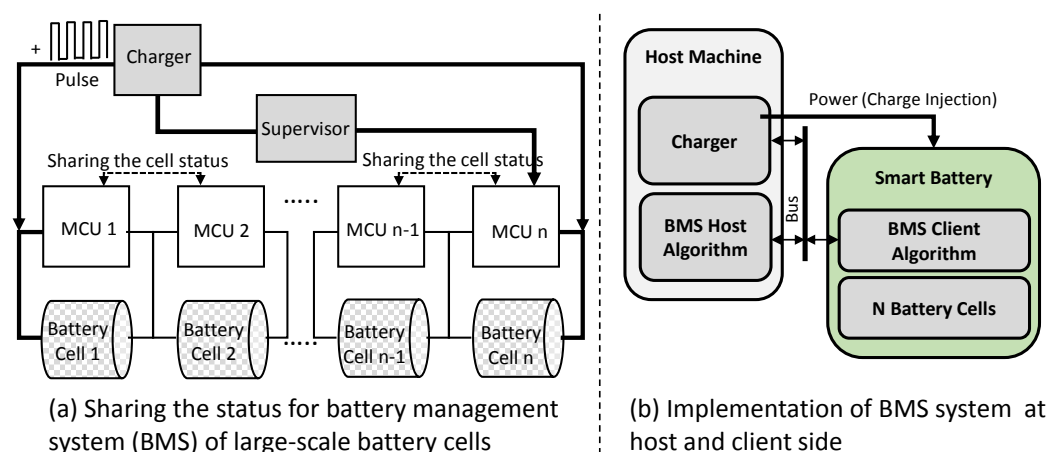 +
Pulse
Charger
Supervisor
Sharing the cell status
Sharing the cell status
MCU 1
MCU 2
.....
MCU n-1
MCU n
Battery
Cell 1
Battery
Cell 2
.....
Battery
Cell n-1
Battery
Cell n
(a) Sharing the status for battery management
system (BMS) of large-scale battery cells
Host Machine
Power (Charge Injection)
Charger
Smart Battery
Bus
BMS Host
Algorithm
BMS Client
Algorithm
N Battery Cells
(b) Implementation of BMS system at
host and client side